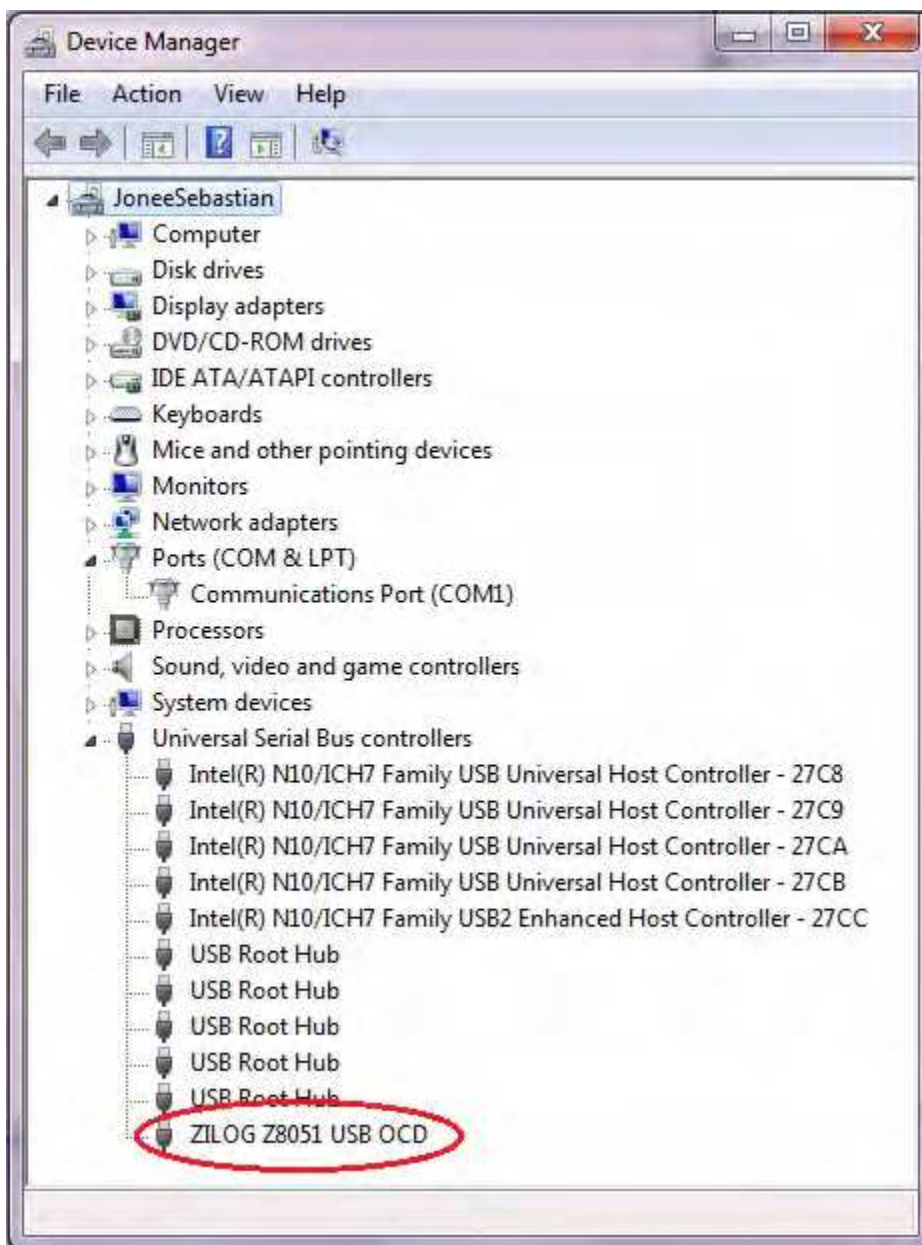 Device Manager
File Action View Help
JoneeSebastian
Computer
Disk drives
Display adapters
DVD/CD-ROM drives
IDE ATA/ATAPI controllers
Keyboards
Mice and other pointing devices
Monitors
Network adapters
Ports (COM & LPT)
Communications Port (COM1)
Processors
Sound, video and game controllers
System devices
Universal Serial Bus controllers
Intel(R) N10/ICH7 Family USB Universal Host Controller - 27C8
Intel(R) N10/ICH7 Family USB Universal Host Controller - 27C9
Intel(R) N10/ICH7 Family USB Universal Host Controller - 27CA
Intel(R) N10/ICH7 Family USB Universal Host Controller - 27CB
Intel(R) N10/ICH7 Family USB2 Enhanced Host Controller - 27CC
USB Root Hub
USB Root Hub
USB Root Hub
USB Root Hub
USB Root Hub
ZILOG Z8051 USB OCD